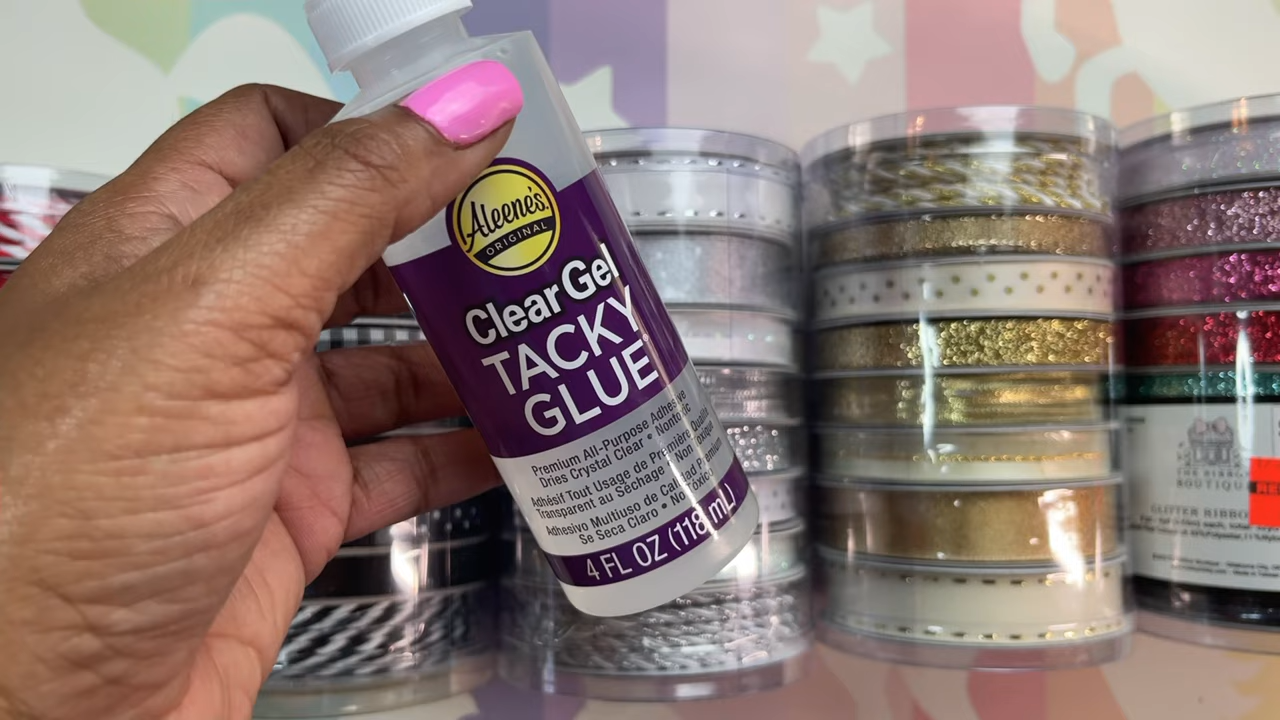 Aleene's
ORIGINAL
Clear Gel
TACKY
GLUE
Premium All-Purpose Adhesive
Dries Crystal Clear • Nontoxic
Adhésif Tout Usage de Première Qualité
Transparent au Séchage • Non Toxique
Adhesivo Multiuso de Calidad Premium
Se Seca Claro • No Tóxico
4 FL OZ (118 mL)
THE RIBBON
BOUTIQUE
GLITTER RIBBO